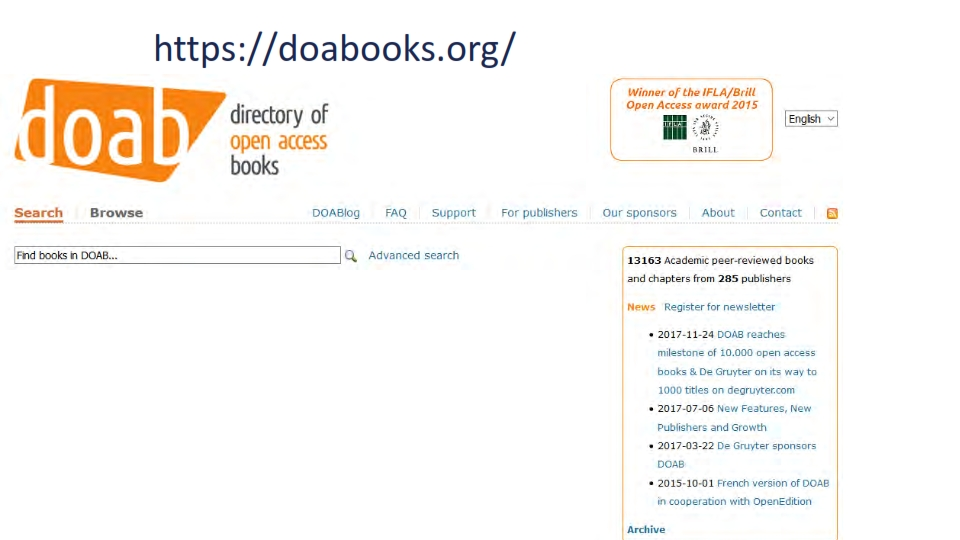 https://doabooks.org/
doab
directory of
open access
books
Winner of the IFLA/Brill
Open Access award 2015
IFLA
BRILL
English
Search
Browse
DOABlog
FAQ
Support
For publishers
Our sponsors
About
Contact
Find books in DOAB...
Advanced search
13163 Academic peer-reviewed books
and chapters from 285 publishers
News Register for newsletter
• 2017-11-24 DOAB reaches
milestone of 10.000 open access
books & De Gruyter on its way to
1000 titles on degruyter.com
• 2017-07-06 New Features, New
Publishers and Growth
• 2017-03-22 De Gruyter sponsors
DOAB
• 2015-10-01 French version of DOAB
in cooperation with OpenEdition
Archive